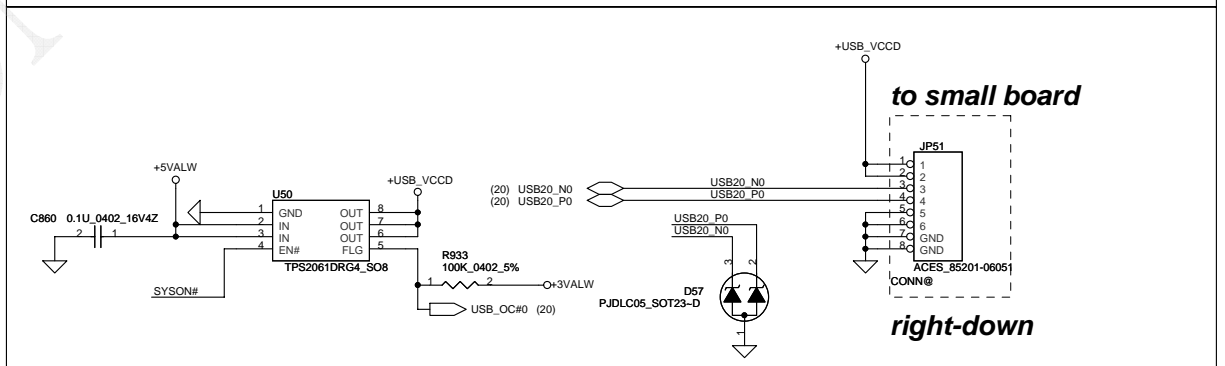 +USB_VCCD
to small board
JP51
1 1
2 2
(20) USB20_N0 USB20_N0 3 3
(20) USB20_P0 USB20_P0 4 4
5 5
6 6
7 GND
8 GND
ACES_85201-06051
CONN@
right-down
+5VALW
U50
+USB_VCCD
C860 0.1U_0402_16V4Z
2 1
1 GND OUT 8
2 IN OUT 7
3 IN OUT 6
4 EN# FLG 5
TPS2061DRG4_SO8
SYSON#
R933
100K_0402_5%
1 2
+3VALW
USB_OC#0 (20)
USB20_P0
USB20_N0
3 2
D57
PJDLC05_SOT23~D
1